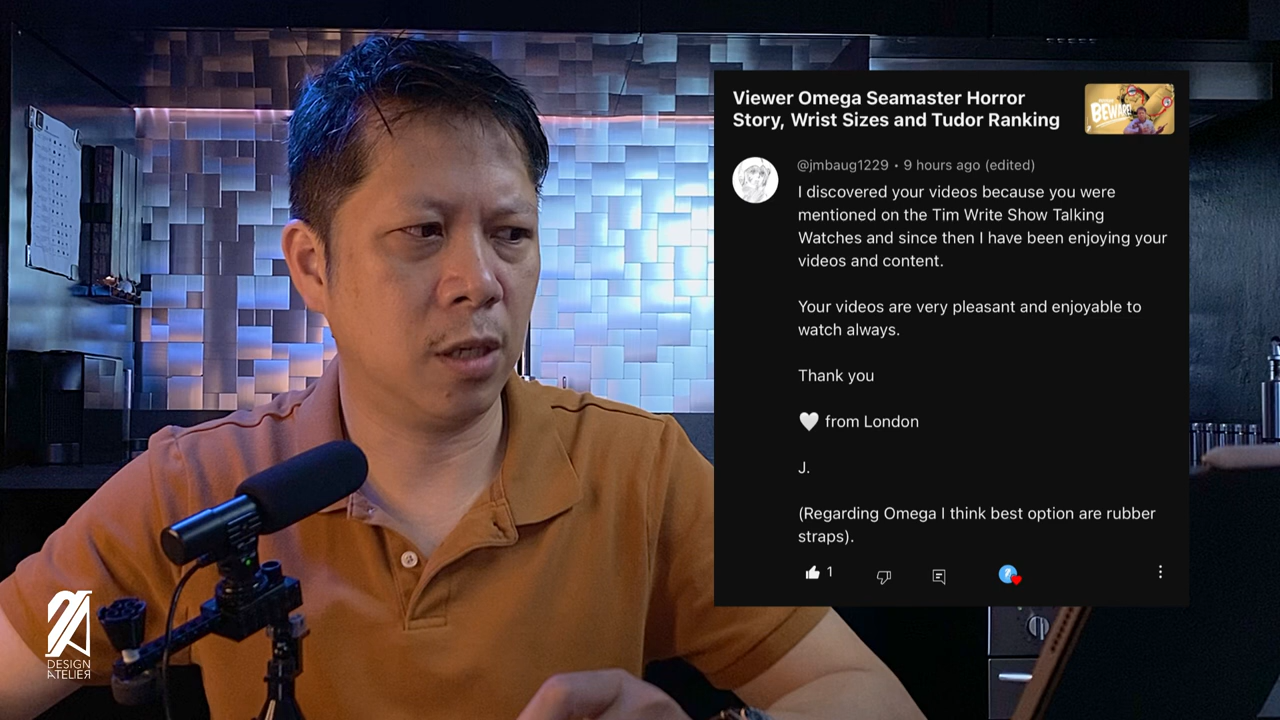 Viewer Omega Seamaster Horror
Story, Wrist Sizes and Tudor Ranking
BEWARE!
@jmbaug1229 • 9 hours ago (edited)
I discovered your videos because you were
mentioned on the Tim Write Show Talking
Watches and since then I have been enjoying your
videos and content.
Your videos are very pleasant and enjoyable to
watch always.
Thank you
from London
J.
(Regarding Omega I think best option are rubber
straps).
1
DESIGN
ATELIER